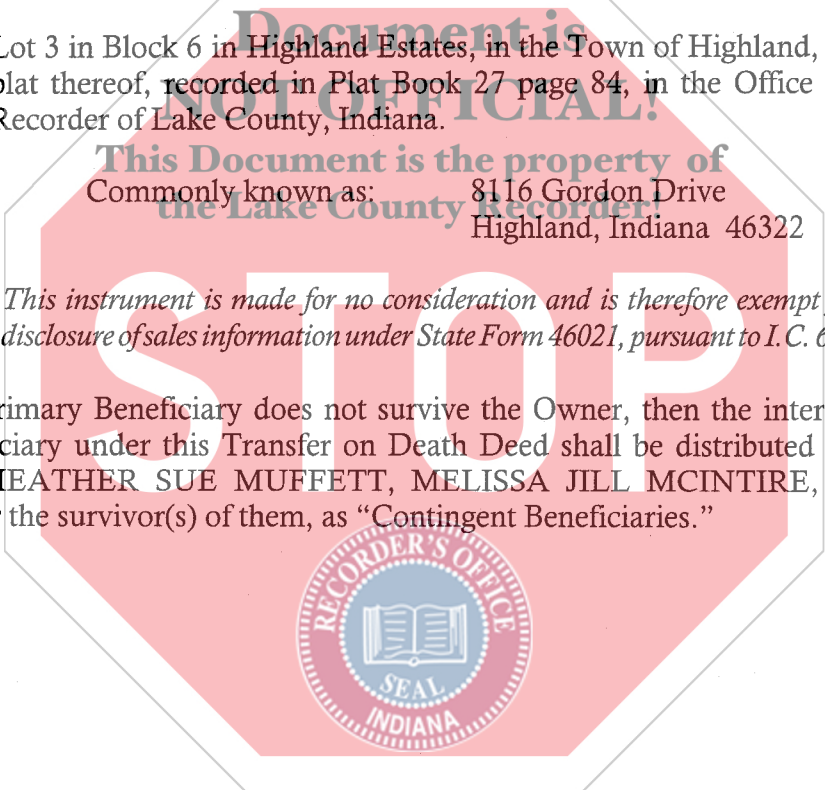 Document is
Lot 3 in Block 6 in Highland Estates, in the Town of Highland,
plat thereof, recorded in Plat Book 27 page 84, in the Office
NOT OFFICIAL!
Recorder of Lake County, Indiana.
This Document is the property of
Commonly known as: 8116 Gordon Drive
the Lake County Recorder!
Highland, Indiana 46322
STOP
This instrument is made for no consideration and is therefore exempt
disclosure of sales information under State Form 46021, pursuant to I.C. 6
rimary Beneficiary does not survive the Owner, then the inter
ciary under this Transfer on Death Deed shall be distributed
HEATHER SUE MUFFETT, MELISSA JILL MCINTIRE,
the survivor(s) of them, as “Contingent Beneficiaries.”
RECORDER'S OFFICE
SEAL
INDIANA